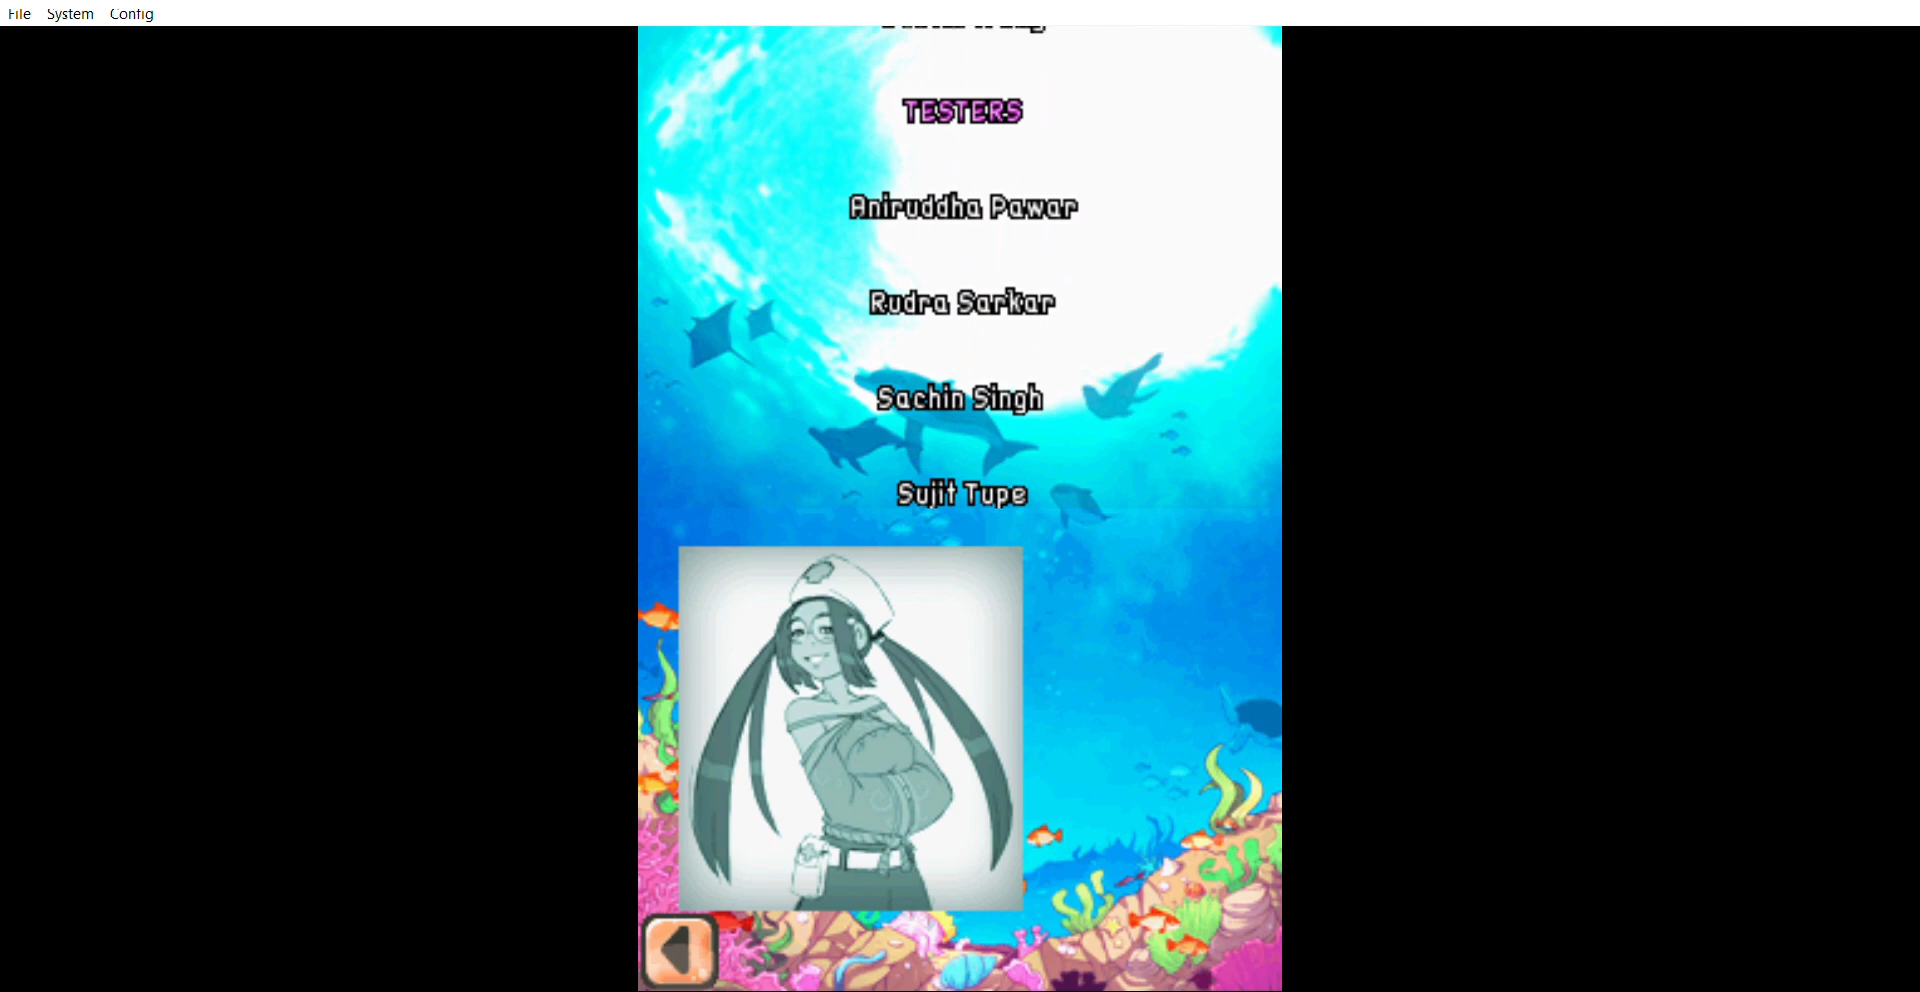 File System Config
TESTERS
Aniruddha Pawar
Rudra Sarkar
Sachin Singh
Sujit Tupe